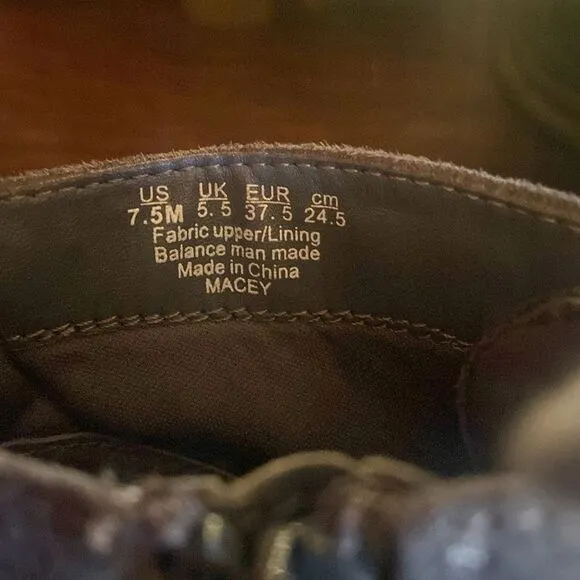 US UK EUR cm
7.5M 5.5 37.5 24.5
Fabric upper/Lining
Balance man made
Made in China
MACEY